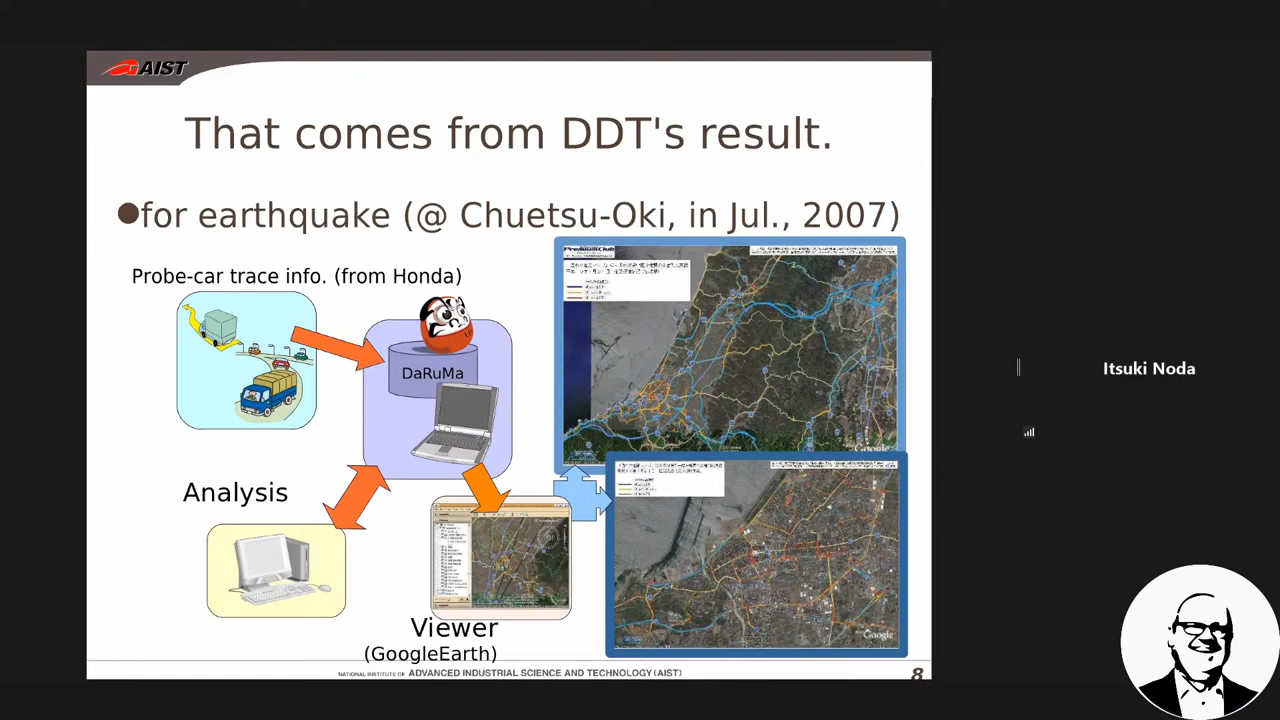 AIST
That comes from DDT's result.
●for earthquake (@ Chuetsu-Oki, in Jul., 2007)
Probe-car trace info. (from Honda)
DaRuMa
Analysis
Viewer
(GoogleEarth)
PremiumClub
Google
Google
NATIONAL INSTITUTE OF ADVANCED INDUSTRIAL SCIENCE AND TECHNOLOGY (AIST)
8
Itsuki Noda